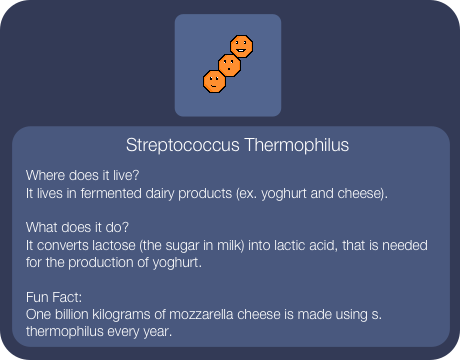 Streptococcus Thermophilus
Where does it live?
It lives in fermented dairy products (ex. yoghurt and cheese).
What does it do?
It converts lactose (the sugar in milk) into lactic acid, that is needed
for the production of yoghurt.
Fun Fact:
One billion kilograms of mozzarella cheese is made using s.
thermophilus every year.